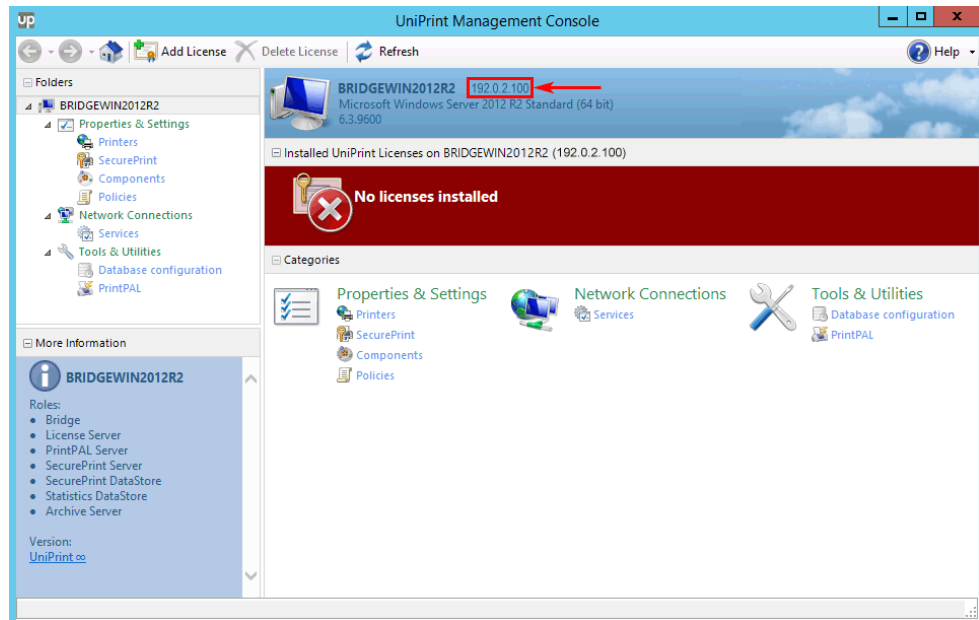 UP
UniPrint Management Console
Add License Delete License Refresh Help
Folders
BRIDGEWIN2012R2
Properties & Settings
Printers
SecurePrint
Components
Policies
Network Connections
Services
Tools & Utilities
Database configuration
PrintPAL
More Information
BRIDGEWIN2012R2
Roles:
• Bridge
• License Server
• PrintPAL Server
• SecurePrint Server
• SecurePrint DataStore
• Statistics DataStore
• Archive Server
Version:
UniPrint ∞
BRIDGEWIN2012R2 192.0.2.100
Microsoft Windows Server 2012 R2 Standard (64 bit)
6.3.9600
Installed UniPrint Licenses on BRIDGEWIN2012R2 (192.0.2.100)
No licenses installed
Categories
Properties & Settings
Printers
SecurePrint
Components
Policies
Network Connections
Services
Tools & Utilities
Database configuration
PrintPAL